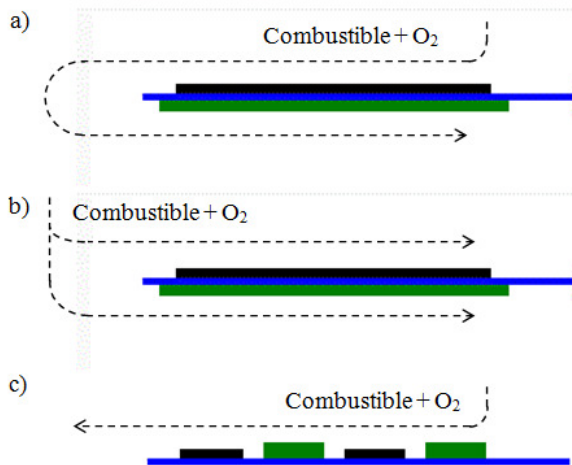 a)
Combustible + O₂
b)
Combustible + O₂
c)
Combustible + O₂